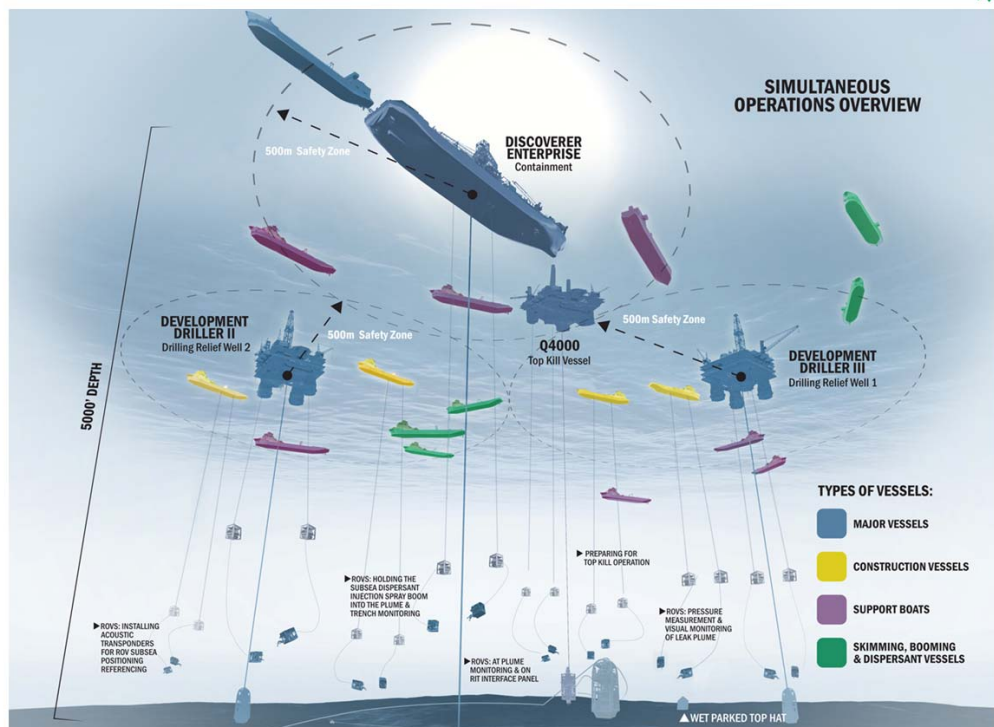 SIMULTANEOUS
OPERATIONS OVERVIEW
DISCOVERER
ENTERPRISE
Containment
500m Safety Zone
DEVELOPMENT
DRILLER II
Drilling Relief Well 2
500m Safety Zone
Q4000
Top Kill Vessel
500m Safety Zone
DEVELOPMENT
DRILLER III
Drilling Relief Well 1
5000' DEPTH
TYPES OF VESSELS:
MAJOR VESSELS
CONSTRUCTION VESSELS
SUPPORT BOATS
SKIMMING, BOOMING
& DISPERSANT VESSELS
▶ROVS: INSTALLING
ACOUSTIC
TRANSPONDERS
FOR ROV SUBSEA
POSITIONING
REFERENCING
▶ROVS: HOLDING THE
SUBSEA DISPERSANT
INJECTION SPRAY BOOM
INTO THE PLUME &
TRENCH MONITORING
▶ROVS: AT PLUME
MONITORING & ON
RIT INTERFACE PANEL
▶PREPARING FOR
TOP KILL OPERATION
▶ROVS: PRESSURE
MEASUREMENT &
VISUAL MONITORING
OF LEAK PLUME
▲WET PARKED TOP HAT